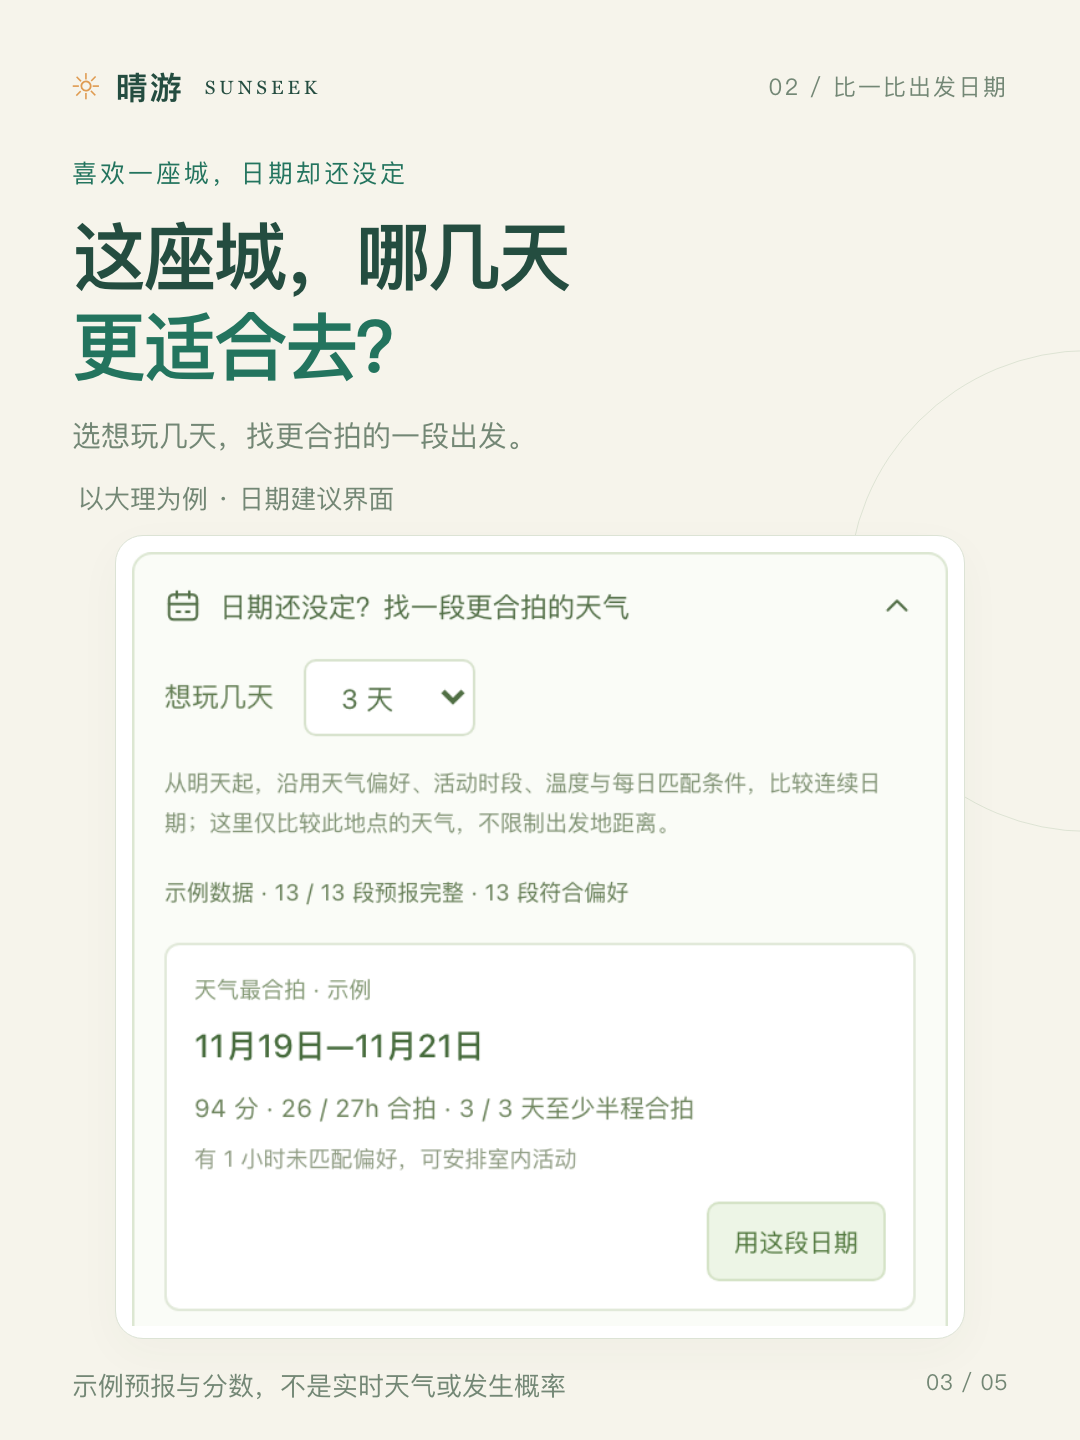 晴游 SUNSEEK
02 / 比一比出发日期
喜欢一座城，日期却还没定
这座城，哪几天
更适合去？
选想玩几天，找更合拍的一段出发。
以大理为例 · 日期建议界面
日期还没定？找一段更合拍的天气
想玩几天 3 天
从明天起，沿用天气偏好、活动时段、温度与每日匹配条件，比较连续日
期；这里仅比较此地点的天气，不限制出发地距离。
示例数据 · 13 / 13 段预报完整 · 13 段符合偏好
天气最合拍 · 示例
11月19日—11月21日
94 分 · 26 / 27h 合拍 · 3 / 3 天至少半程合拍
有 1 小时未匹配偏好，可安排室内活动
用这段日期
示例预报与分数，不是实时天气或发生概率
03 / 05